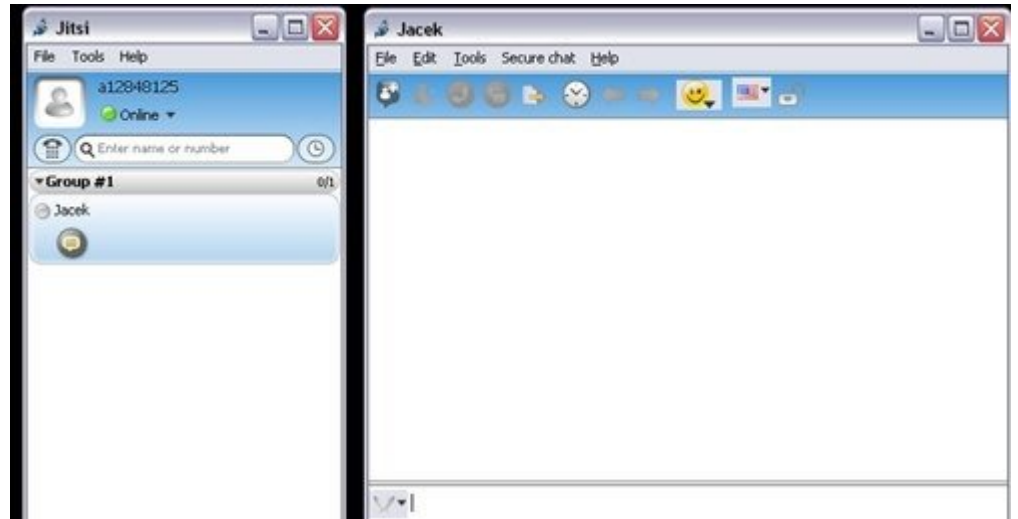 Jitsi
File Tools Help
a12848125
Online
Enter name or number
Group #1 0/1
Jacek
Jacek
File Edit Tools Secure chat Help